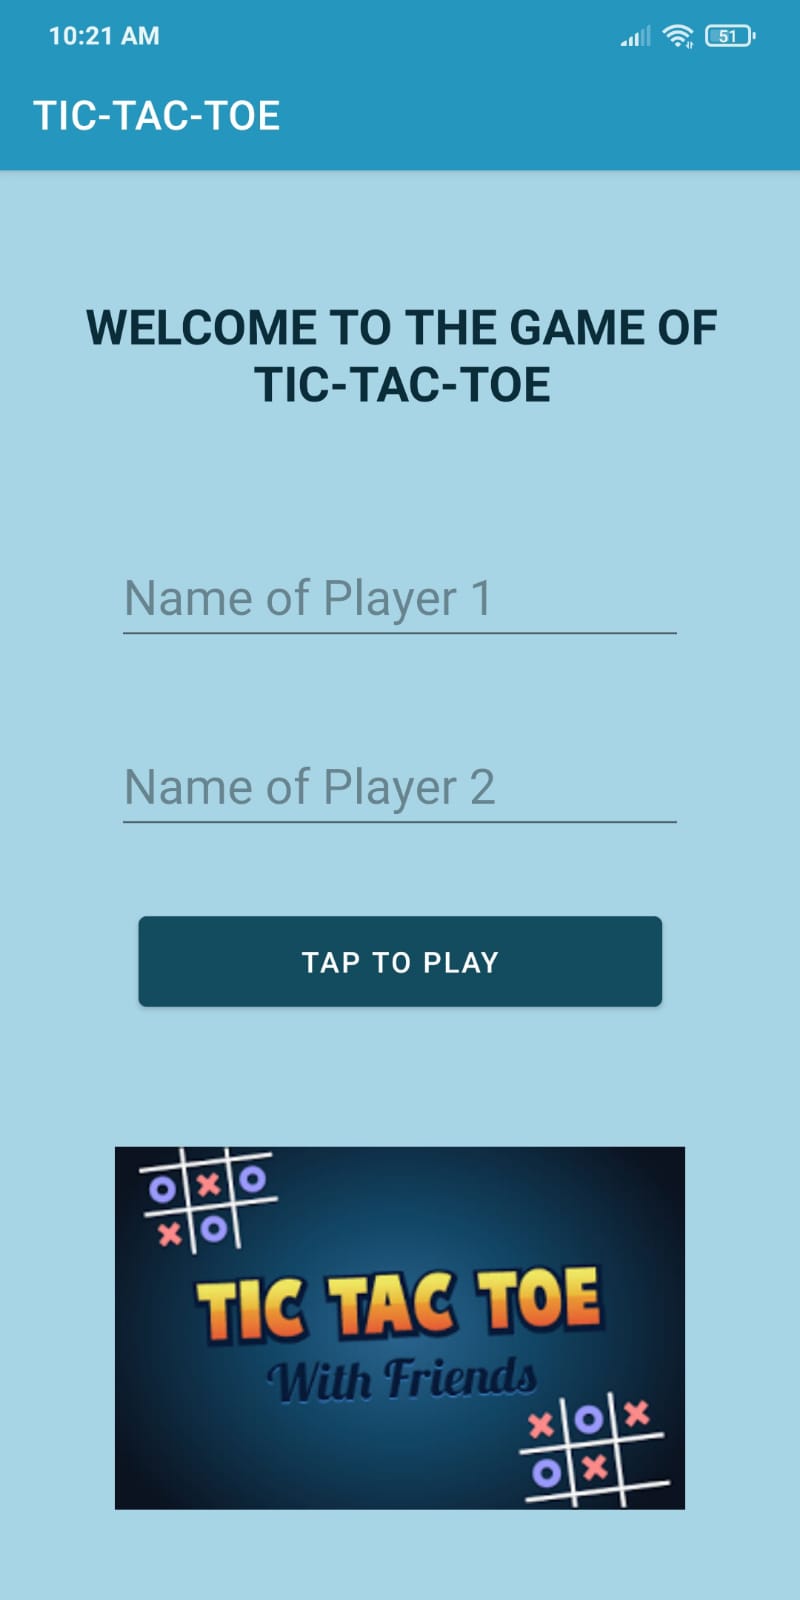 10:21 AM
51
TIC-TAC-TOE
WELCOME TO THE GAME OF
TIC-TAC-TOE
Name of Player 1
Name of Player 2
TAP TO PLAY
O X O
X O
TIC TAC TOE
With Friends
X O X
O X